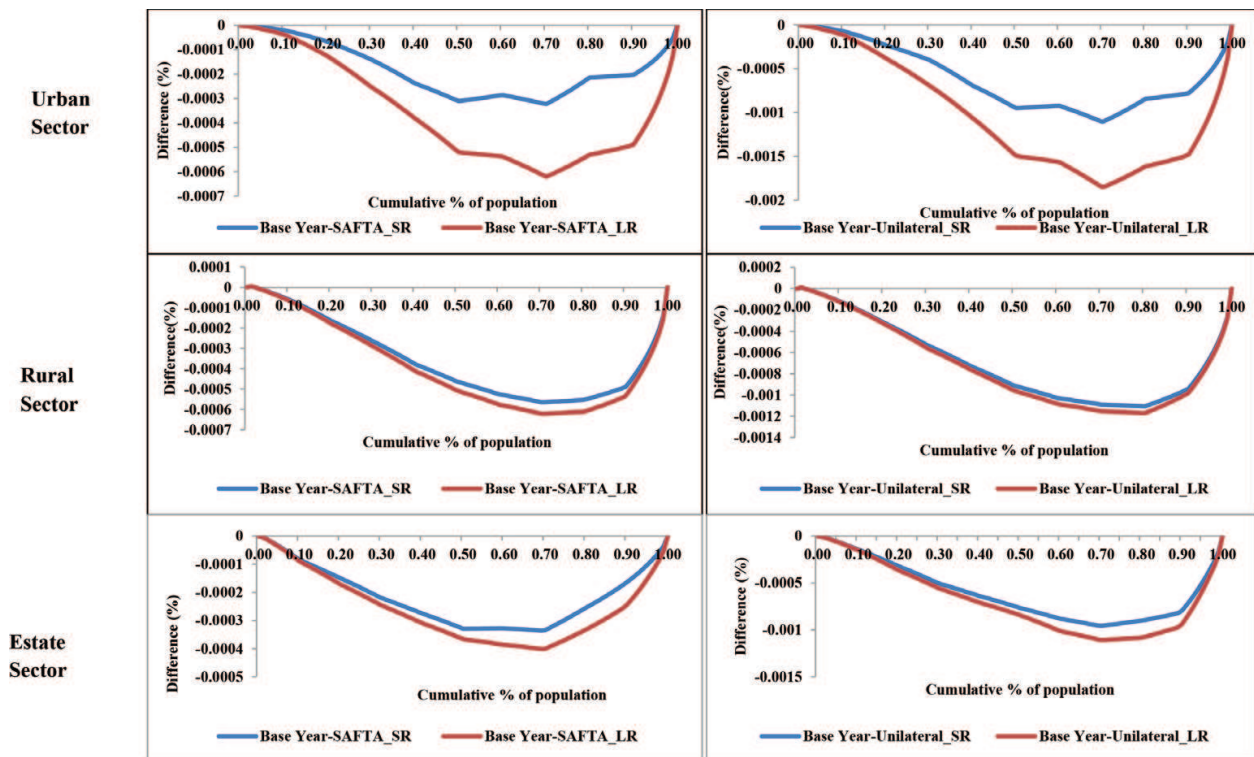 Urban
Sector
0
-0.0001
-0.0002
-0.0003
-0.0004
-0.0005
-0.0006
-0.0007
Difference (%)
0.00 0.10 0.20 0.30 0.40 0.50 0.60 0.70 0.80 0.90 1.00
Cumulative % of population
Base Year-SAFTA_SR Base Year-SAFTA_LR
0
-0.0005
-0.001
-0.0015
-0.002
Difference(%)
0.00 0.10 0.20 0.30 0.40 0.50 0.60 0.70 0.80 0.90 1.00
Cumulative % of population
Base Year-Unilateral_SR Base Year-Unilateral_LR
Rural
Sector
0.0001
0
-0.0001
-0.0002
-0.0003
-0.0004
-0.0005
-0.0006
-0.0007
Difference(%)
0.00 0.10 0.20 0.30 0.40 0.50 0.60 0.70 0.80 0.90 1.00
Cumulative % of population
Base Year-SAFTA_SR Base Year-SAFTA_LR
0.0002
0
-0.0002
-0.0004
-0.0006
-0.0008
-0.001
-0.0012
-0.0014
Difference(%)
0.00 0.10 0.20 0.30 0.40 0.50 0.60 0.70 0.80 0.90 1.00
Cumulative % of population
Base Year-Unilateral_SR Base Year-Unilateral_LR
Estate
Sector
0
-0.0001
-0.0002
-0.0003
-0.0004
-0.0005
Difference (%)
0.00 0.10 0.20 0.30 0.40 0.50 0.60 0.70 0.80 0.90 1.00
Cumulative % of population
Base Year-SAFTA_SR Base Year-SAFTA_LR
0
-0.0005
-0.001
-0.0015
Difference (%)
0.00 0.10 0.20 0.30 0.40 0.50 0.60 0.70 0.80 0.90 1.00
Cumulative % of population
Base Year-Unilateral_SR Base Year-Unilateral_LR